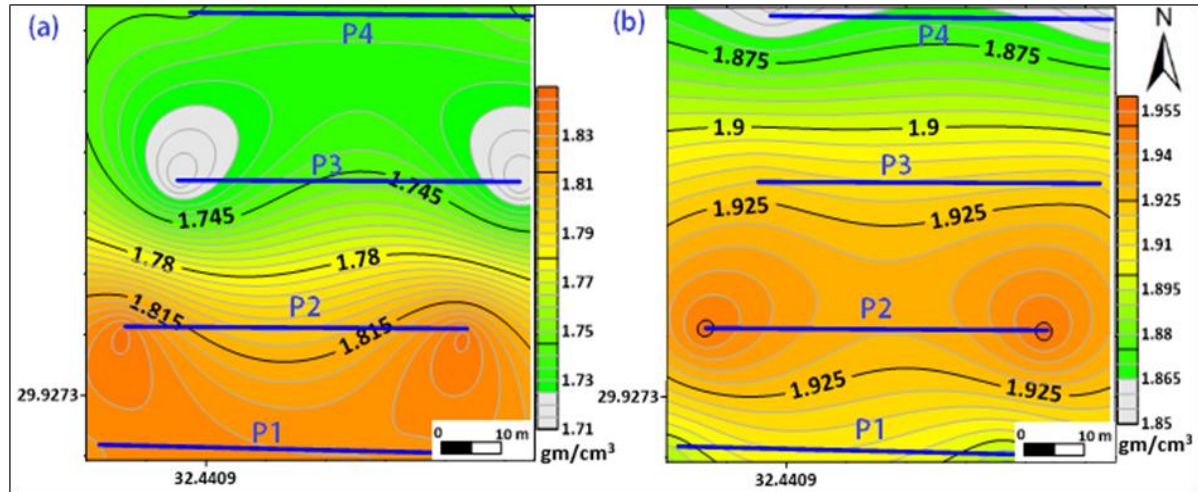 (a)
P4
P3
1.745
1.745
1.78
1.78
1.815
P2
1.815
P1
29.9273
32.4409
0 10 m
1.83
1.81
1.79
1.77
1.75
1.73
1.71
gm/cm³
(b)
P4
N
1.875
1.875
1.9
1.9
P3
1.925
1.925
P2
1.925
1.925
P1
29.9273
32.4409
0 10 m
1.955
1.94
1.925
1.91
1.895
1.88
1.865
1.85
gm/cm³